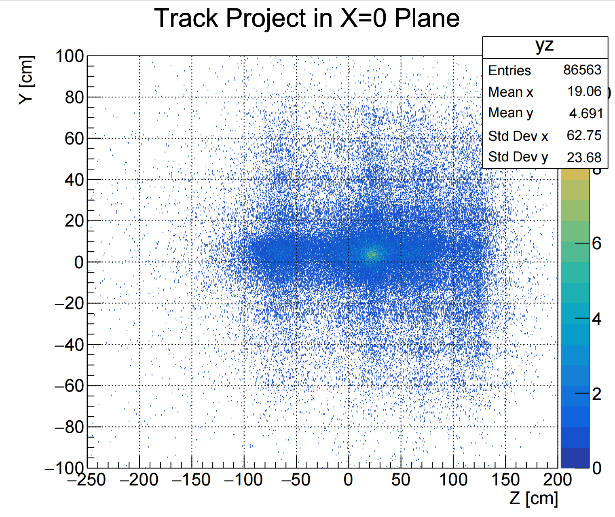 Track Project in X=0 Plane
yz
Entries 86563
Mean x 19.06
Mean y 4.691
Std Dev x 62.75
Std Dev y 23.68
Y [cm]
100
80
60
40
20
0
−20
−40
−60
−80
−100
−250 −200 −150 −100 −50 0 50 100 150 200
Z [cm]
8
6
4
2
0